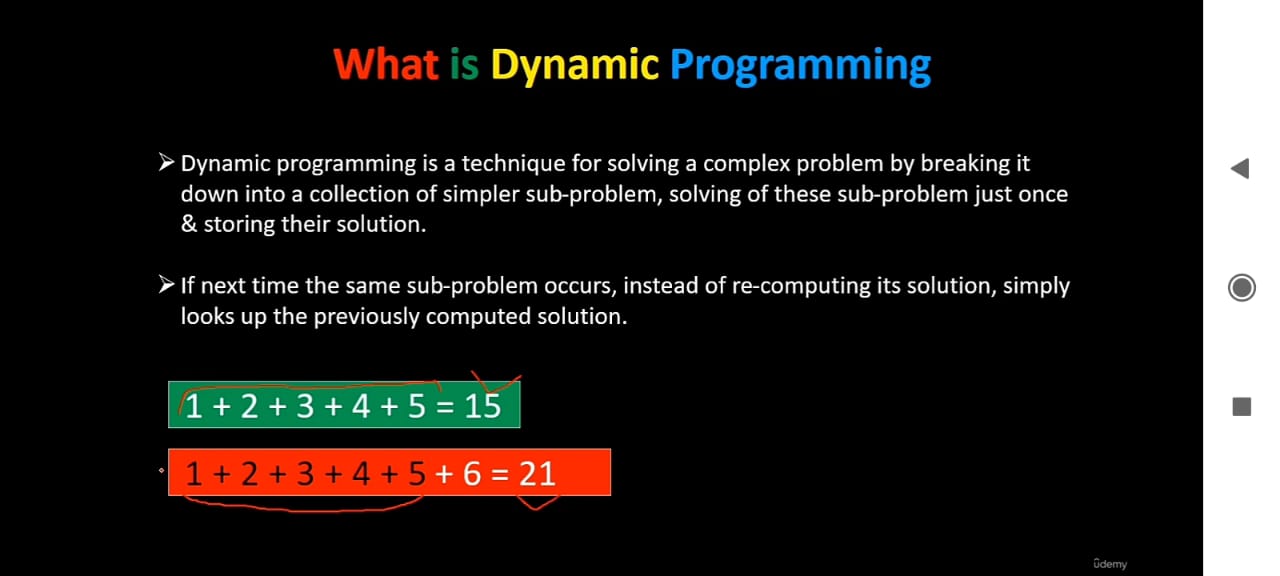 What is Dynamic Programming
➢ Dynamic programming is a technique for solving a complex problem by breaking it
down into a collection of simpler sub-problem, solving of these sub-problem just once
& storing their solution.
➢ If next time the same sub-problem occurs, instead of re-computing its solution, simply
looks up the previously computed solution.
1 + 2 + 3 + 4 + 5 = 15
1 + 2 + 3 + 4 + 5 + 6 = 21
ûdemy